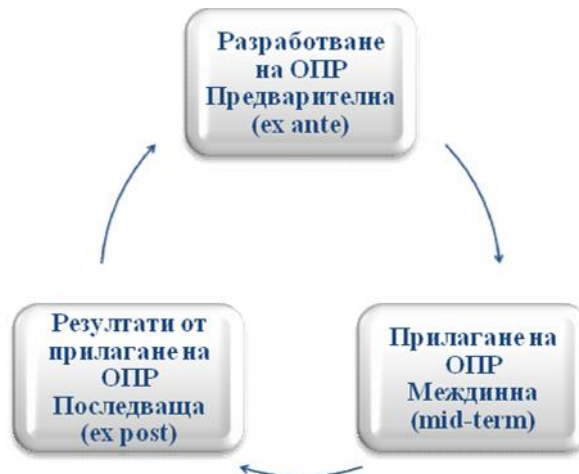 Разработване
на ОПР
Предварителна
(ex ante)
Прилагане на
ОПР
Междинна
(mid-term)
Резултати от
прилагане на
ОПР
Последваща
(ex post)